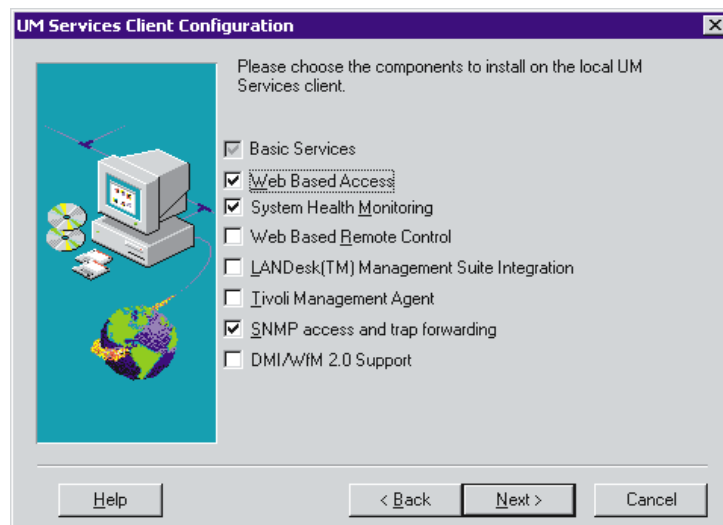 UM Services Client Configuration
Please choose the components to install on the local UM
Services client.
Basic Services
Web Based Access
System Health Monitoring
Web Based Remote Control
LANDesk(TM) Management Suite Integration
Tivoli Management Agent
SNMP access and trap forwarding
DMI/WfM 2.0 Support
Help
< Back
Next >
Cancel